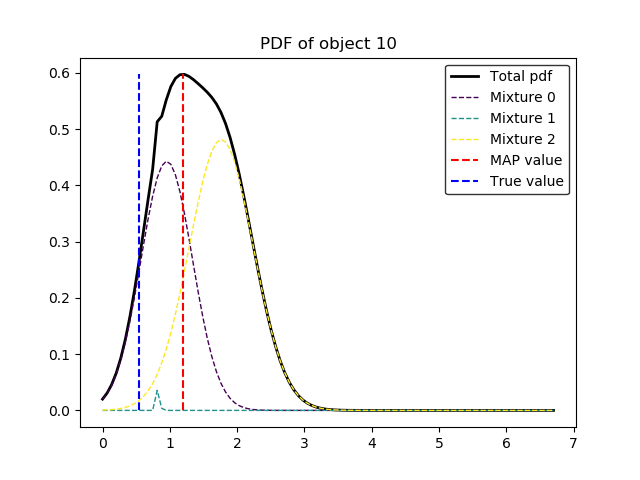 PDF of object 10
Total pdf
Mixture 0
Mixture 1
Mixture 2
MAP value
True value
0.6
0.5
0.4
0.3
0.2
0.1
0.0
0 1 2 3 4 5 6 7